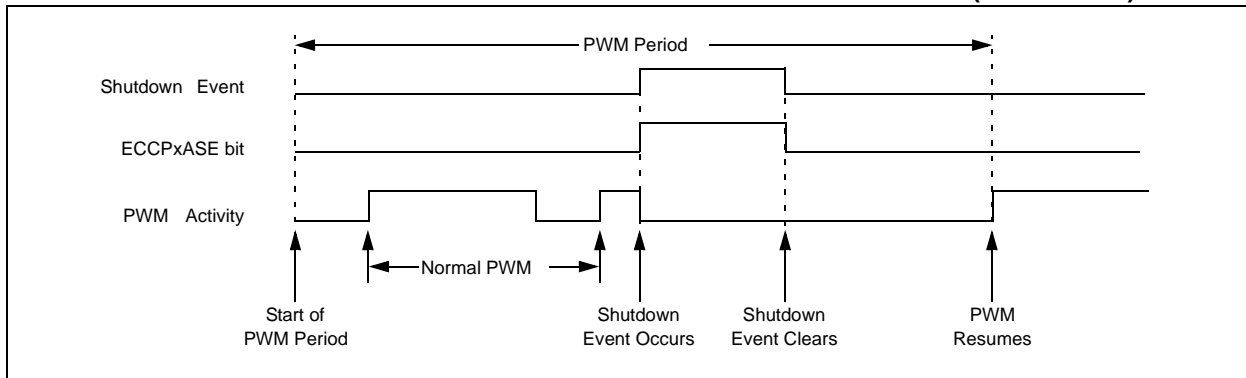 PWM Period
Shutdown Event
ECCPxASE bit
PWM Activity
Normal PWM
Start of
PWM Period
Shutdown
Event Occurs
Shutdown
Event Clears
PWM
Resumes